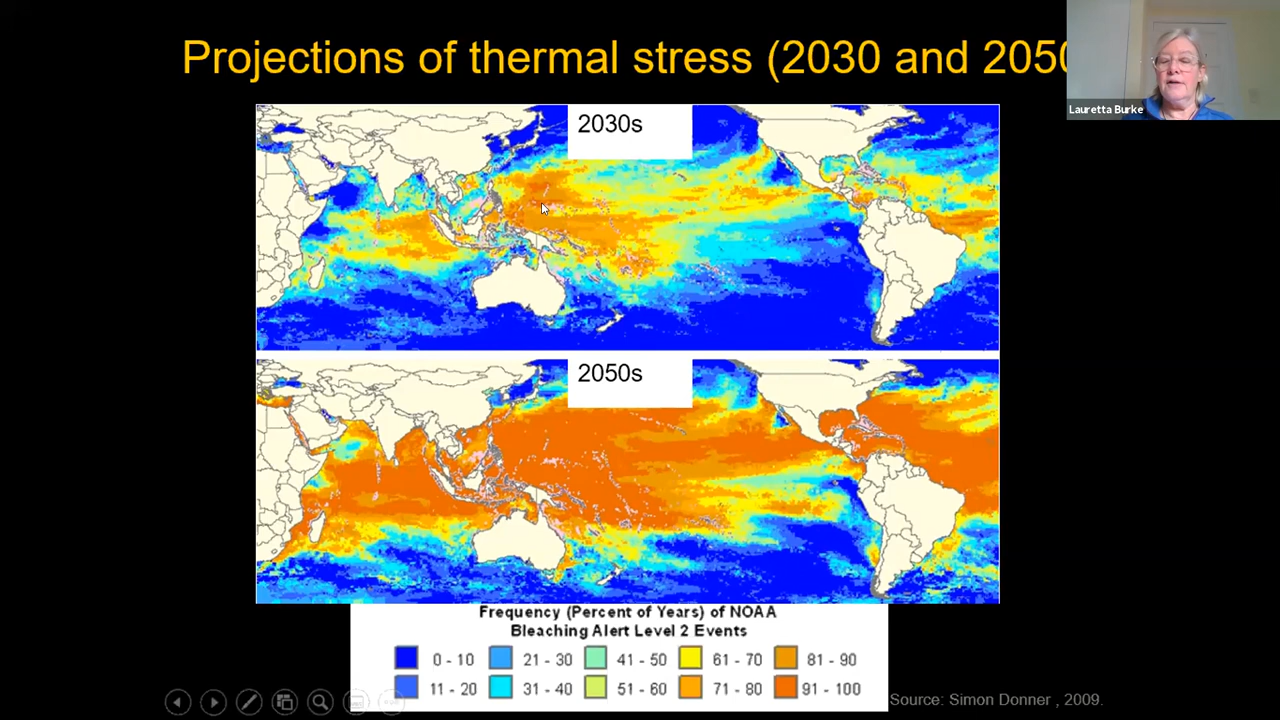 Projections of thermal stress (2030 and 2050
Lauretta Burke
2030s
2050s
Frequency (Percent of Years) of NOAA
Bleaching Alert Level 2 Events
0 - 10 21 - 30 41 - 50 61 - 70 81 - 90
11 - 20 31 - 40 51 - 60 71 - 80 91 - 100
Source: Simon Donner , 2009.